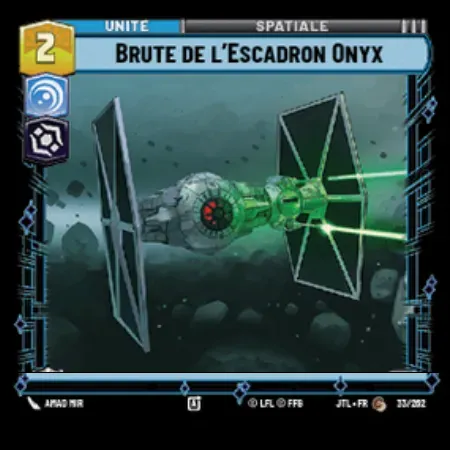 UNITÉ SPATIALE
2 BRUTE DE L'ESCADRON ONYX
AMAD MIR Ⓒ LFL Ⓒ FFG JTL • FR 33/262